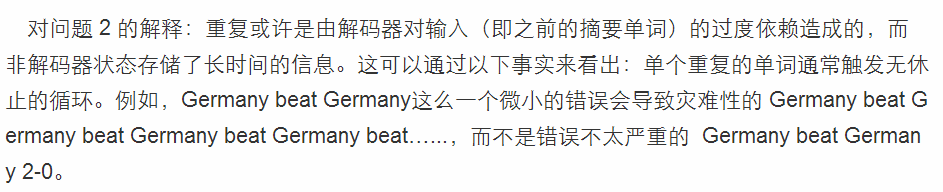 对问题 2 的解释：重复或许是由解码器对输入（即之前的摘要单词）的过度依赖造成的，而
非解码器状态存储了长时间的信息。这可以通过以下事实来看出：单个重复的单词通常触发无休
止的循环。例如，Germany beat Germany这么一个微小的错误会导致灾难性的 Germany beat G
ermany beat Germany beat Germany beat…...，而不是错误不太严重的  Germany beat German
y 2-0。